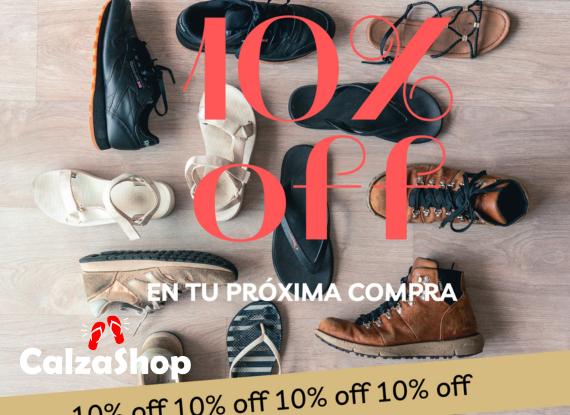 10%
off
EN TU PRÓXIMA COMPRA
CalzaShop
10% off 10% off 10% off 10% off